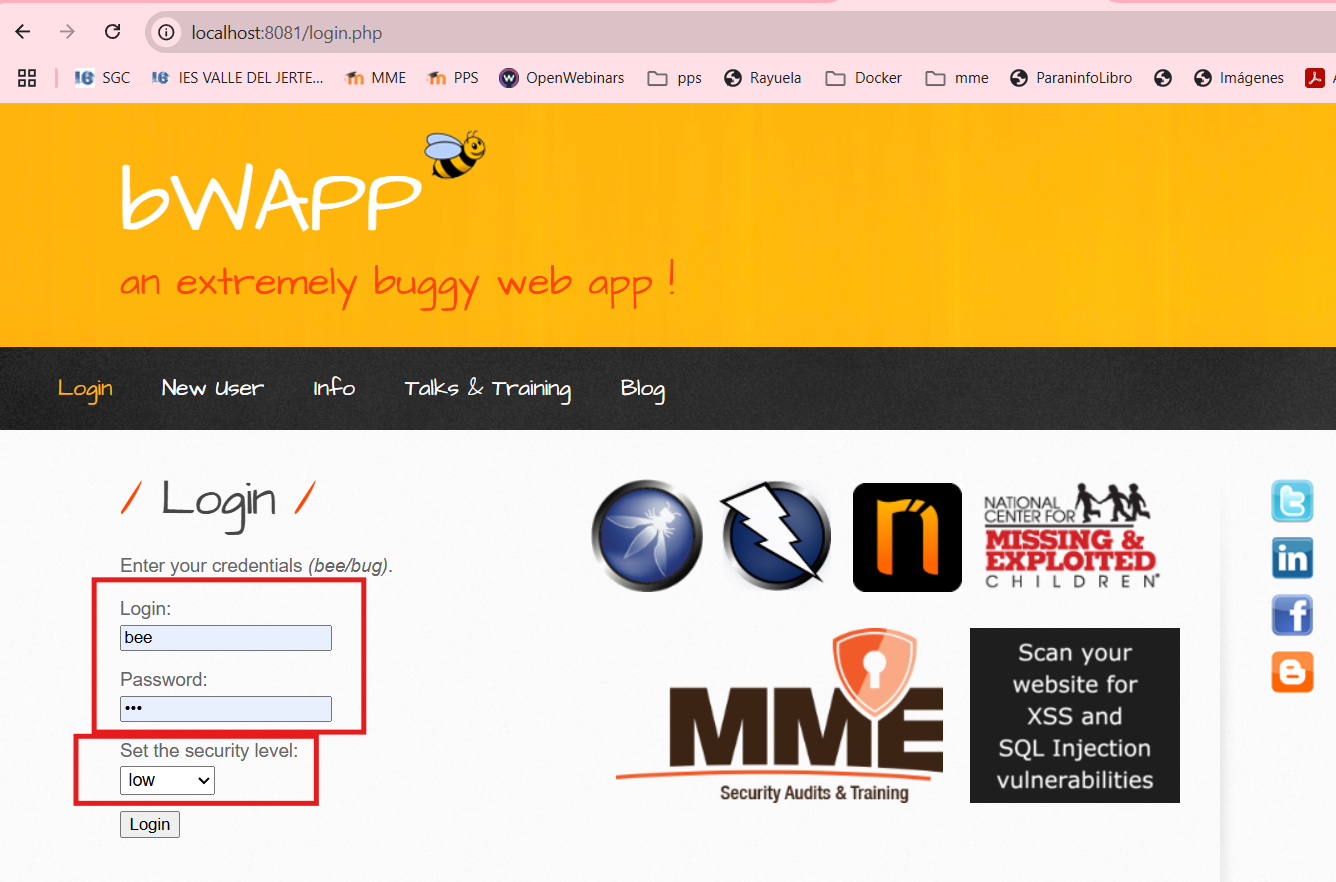 localhost:8081/login.php
SGC IES VALLE DEL JERTE... MME PPS OpenWebinars pps Rayuela Docker mme ParaninfoLibro Imágenes
bWAPP
an extremely buggy web app !
Login New User Info Talks & Training Blog
/ Login /
Enter your credentials (bee/bug).
Login:
bee
Password:
•••
Set the security level:
low
Login
NATIONAL
CENTER FOR
MISSING &
EXPLOITED
CHILDREN
MME
Security Audits & Training
Scan your
website for
XSS and
SQL Injection
vulnerabilities